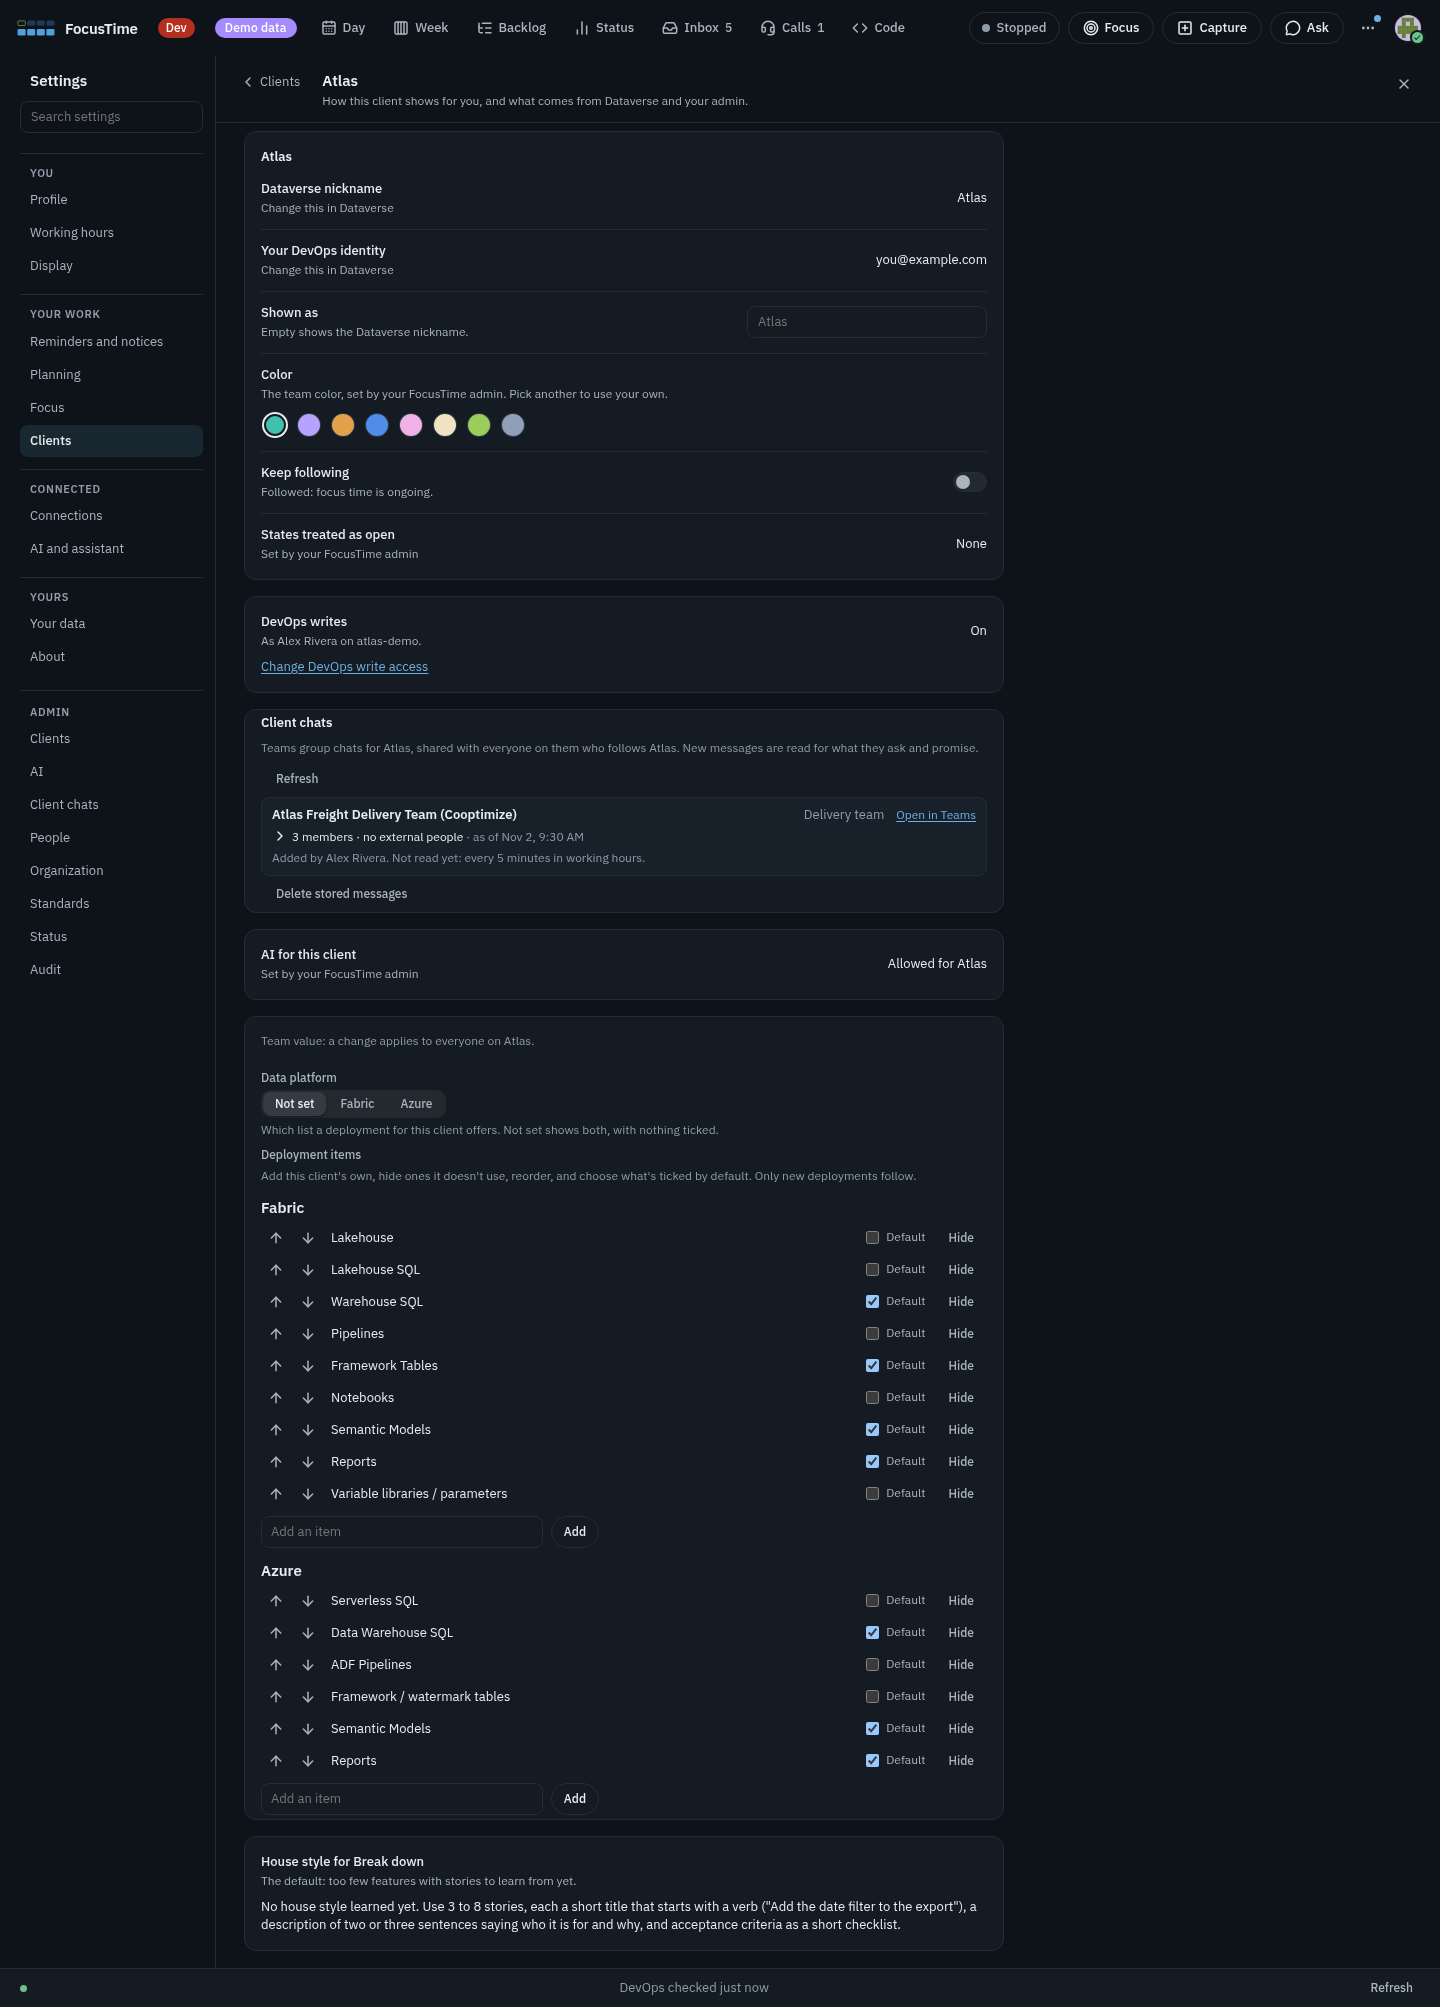 FocusTime
Dev
Demo data
Day
Week
Backlog
Status
Inbox 5
Calls 1
Code
Stopped
Focus
Capture
Ask
Settings
Search settings
YOU
Profile
Working hours
Display
YOUR WORK
Reminders and notices
Planning
Focus
Clients
CONNECTED
Connections
AI and assistant
YOURS
Your data
About
ADMIN
Clients
AI
Client chats
People
Organization
Standards
Status
Audit
Clients
Atlas
How this client shows for you, and what comes from Dataverse and your admin.
Atlas
Dataverse nickname
Change this in Dataverse
Atlas
Your DevOps identity
Change this in Dataverse
you@example.com
Shown as
Empty shows the Dataverse nickname.
Atlas
Color
The team color, set by your FocusTime admin. Pick another to use your own.
Keep following
Followed: focus time is ongoing.
States treated as open
Set by your FocusTime admin
None
DevOps writes
As Alex Rivera on atlas-demo.
On
Change DevOps write access
Client chats
Teams group chats for Atlas, shared with everyone on them who follows Atlas. New messages are read for what they ask and promise.
Refresh
Atlas Freight Delivery Team (Cooptimize)
Delivery team
Open in Teams
3 members · no external people · as of Nov 2, 9:30 AM
Added by Alex Rivera. Not read yet: every 5 minutes in working hours.
Delete stored messages
AI for this client
Set by your FocusTime admin
Allowed for Atlas
Team value: a change applies to everyone on Atlas.
Data platform
Not set
Fabric
Azure
Which list a deployment for this client offers. Not set shows both, with nothing ticked.
Deployment items
Add this client's own, hide ones it doesn't use, reorder, and choose what's ticked by default. Only new deployments follow.
Fabric
Lakehouse Default Hide
Lakehouse SQL Default Hide
Warehouse SQL Default Hide
Pipelines Default Hide
Framework Tables Default Hide
Notebooks Default Hide
Semantic Models Default Hide
Reports Default Hide
Variable libraries / parameters Default Hide
Add an item
Add
Azure
Serverless SQL Default Hide
Data Warehouse SQL Default Hide
ADF Pipelines Default Hide
Framework / watermark tables Default Hide
Semantic Models Default Hide
Reports Default Hide
Add an item
Add
House style for Break down
The default: too few features with stories to learn from yet.
No house style learned yet. Use 3 to 8 stories, each a short title that starts with a verb ("Add the date filter to the export"), a
description of two or three sentences saying who it is for and why, and acceptance criteria as a short checklist.
DevOps checked just now
Refresh